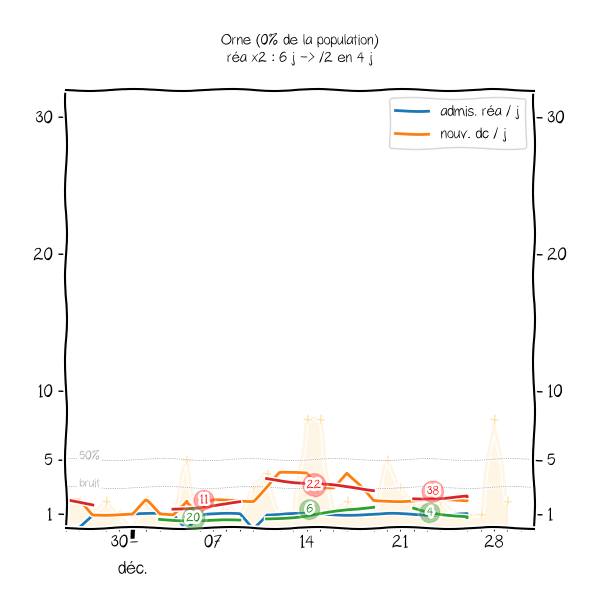 Orne (0% de la population)
réa x2 : 6 j -> /2 en 4 j
admis. réa / j
nouv. dc / j
30 30
20 20
10 10
50%
5 5
bruit
1 1
11 22 38
20 6 4
30 07 14 21 28
déc.